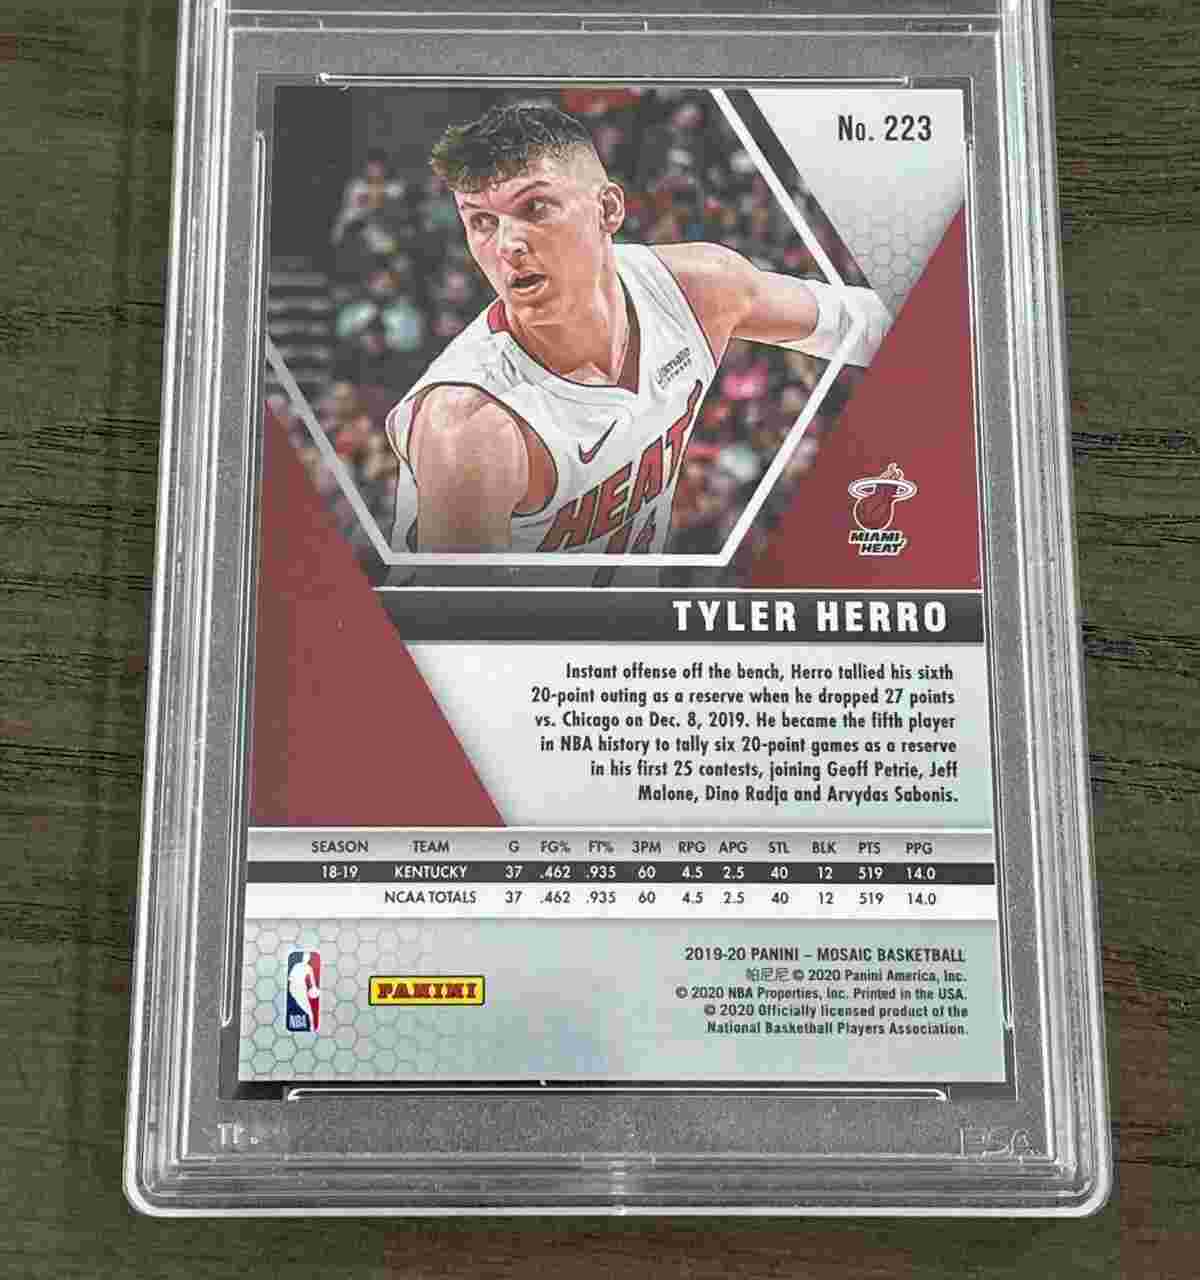 No. 223
Ultimate
SOFTWARE
HEAT
14
MIAMI
HEAT
TYLER HERRO
Instant offense off the bench, Herro tallied his sixth
20-point outing as a reserve when he dropped 27 points
vs. Chicago on Dec. 8, 2019. He became the fifth player
in NBA history to tally six 20-point games as a reserve
in his first 25 contests, joining Geoff Petrie, Jeff
Malone, Dino Radja and Arvydas Sabonis.
SEASON TEAM G FG% FT% 3PM RPG APG STL BLK PTS PPG
18-19 KENTUCKY 37 .462 .935 60 4.5 2.5 40 12 519 14.0
NCAA TOTALS 37 .462 .935 60 4.5 2.5 40 12 519 14.0
NBA
PANINI
2019-20 PANINI – MOSAIC BASKETBALL
帕尼尼 © 2020 Panini America, Inc.
© 2020 NBA Properties, Inc. Printed in the USA.
© 2020 Officially licensed product of the
National Basketball Players Association.
PSA